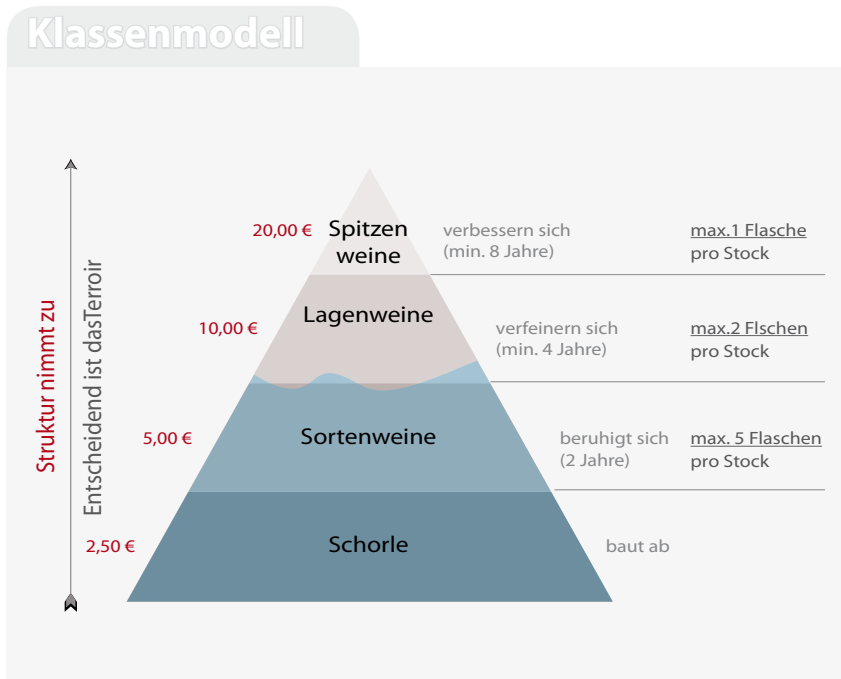 Klassenmodell
Struktur nimmt zu
Entscheidend ist dasTerroir
20,00 €
Spitzen
weine
verbessern sich
(min. 8 Jahre)
max.1 Flasche
pro Stock
10,00 €
Lagenweine
verfeinern sich
(min. 4 Jahre)
max.2 Flschen
pro Stock
5,00 €
Sortenweine
beruhigt sich
(2 Jahre)
max. 5 Flaschen
pro Stock
2,50 €
Schorle
baut ab